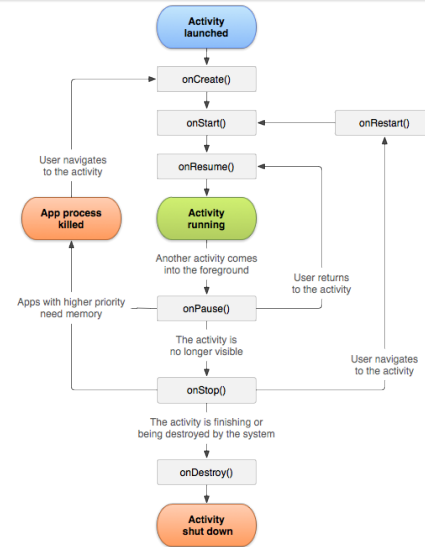 Activity
launched
onCreate()
onStart()
onRestart()
User navigates
to the activity
onResume()
App process
killed
Activity
running
Another activity comes
into the foreground
User returns
to the activity
Apps with higher priority
need memory
onPause()
The activity is
no longer visible
User navigates
to the activity
onStop()
The activity is finishing or
being destroyed by the system
onDestroy()
Activity
shut down